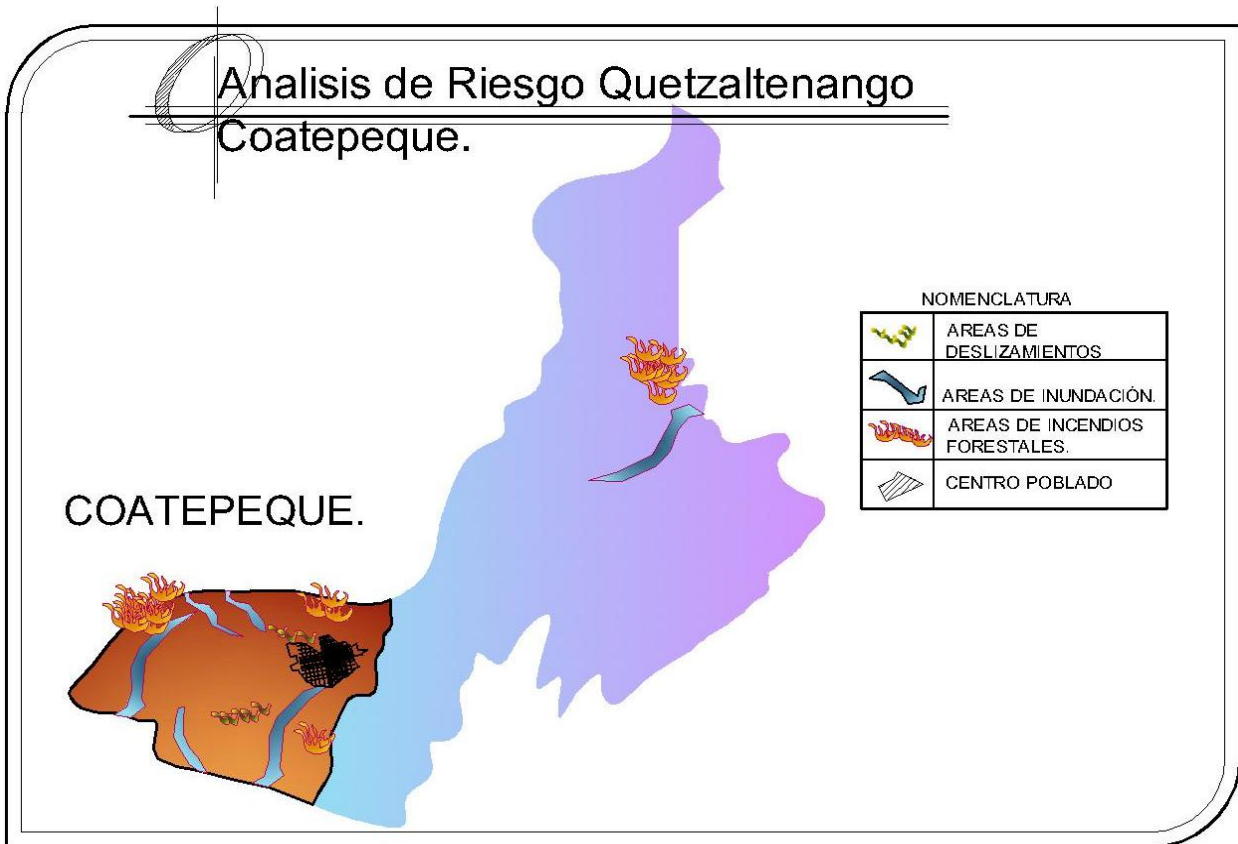 Analisis de Riesgo Quetzaltenango
Coatepeque.
NOMENCLATURA
AREAS DE
DESLIZAMIENTOS
AREAS DE INUNDACIÓN.
AREAS DE INCENDIOS
FORESTALES.
CENTRO POBLADO
COATEPEQUE.